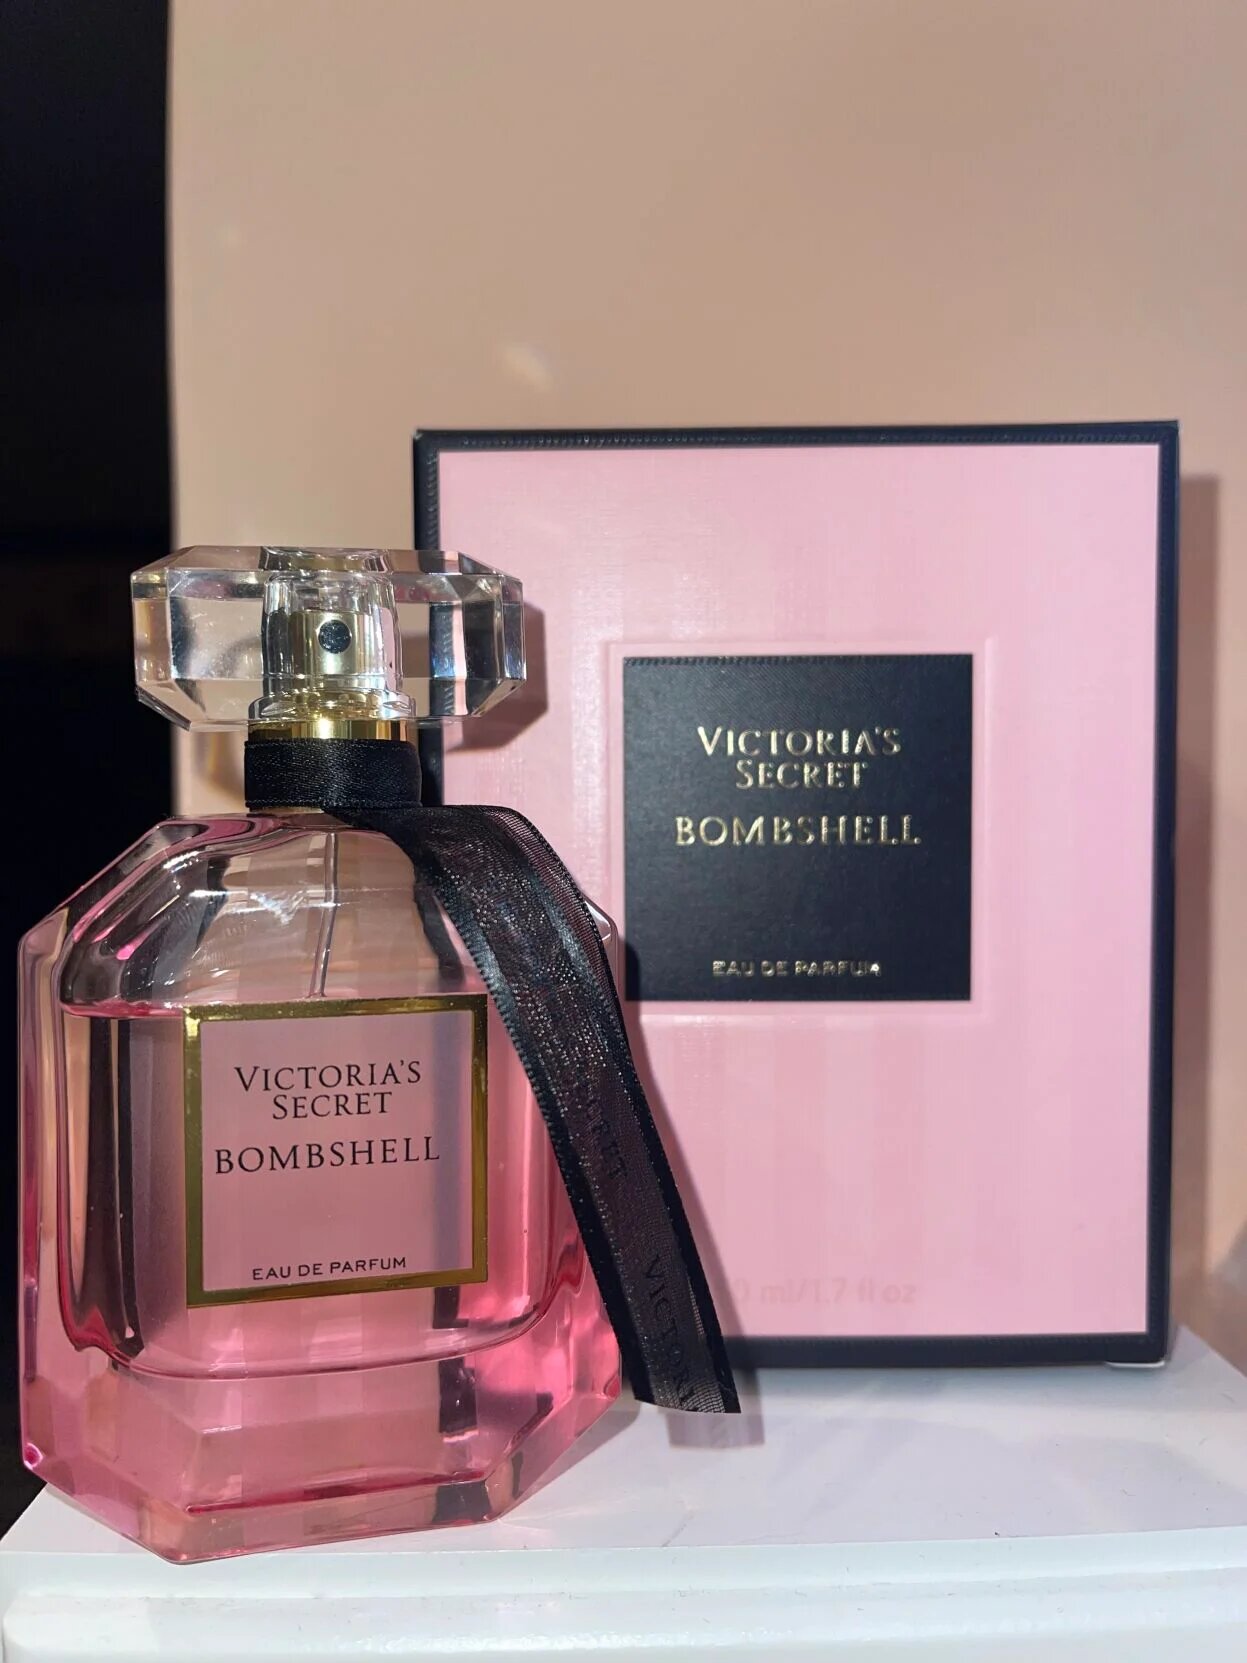 VICTORIA'S
SECRET
BOMBSHELL
EAU DE PARFUM
ml/1.7 fl oz
VICTORIA'S
SECRET
BOMBSHELL
EAU DE PARFUM